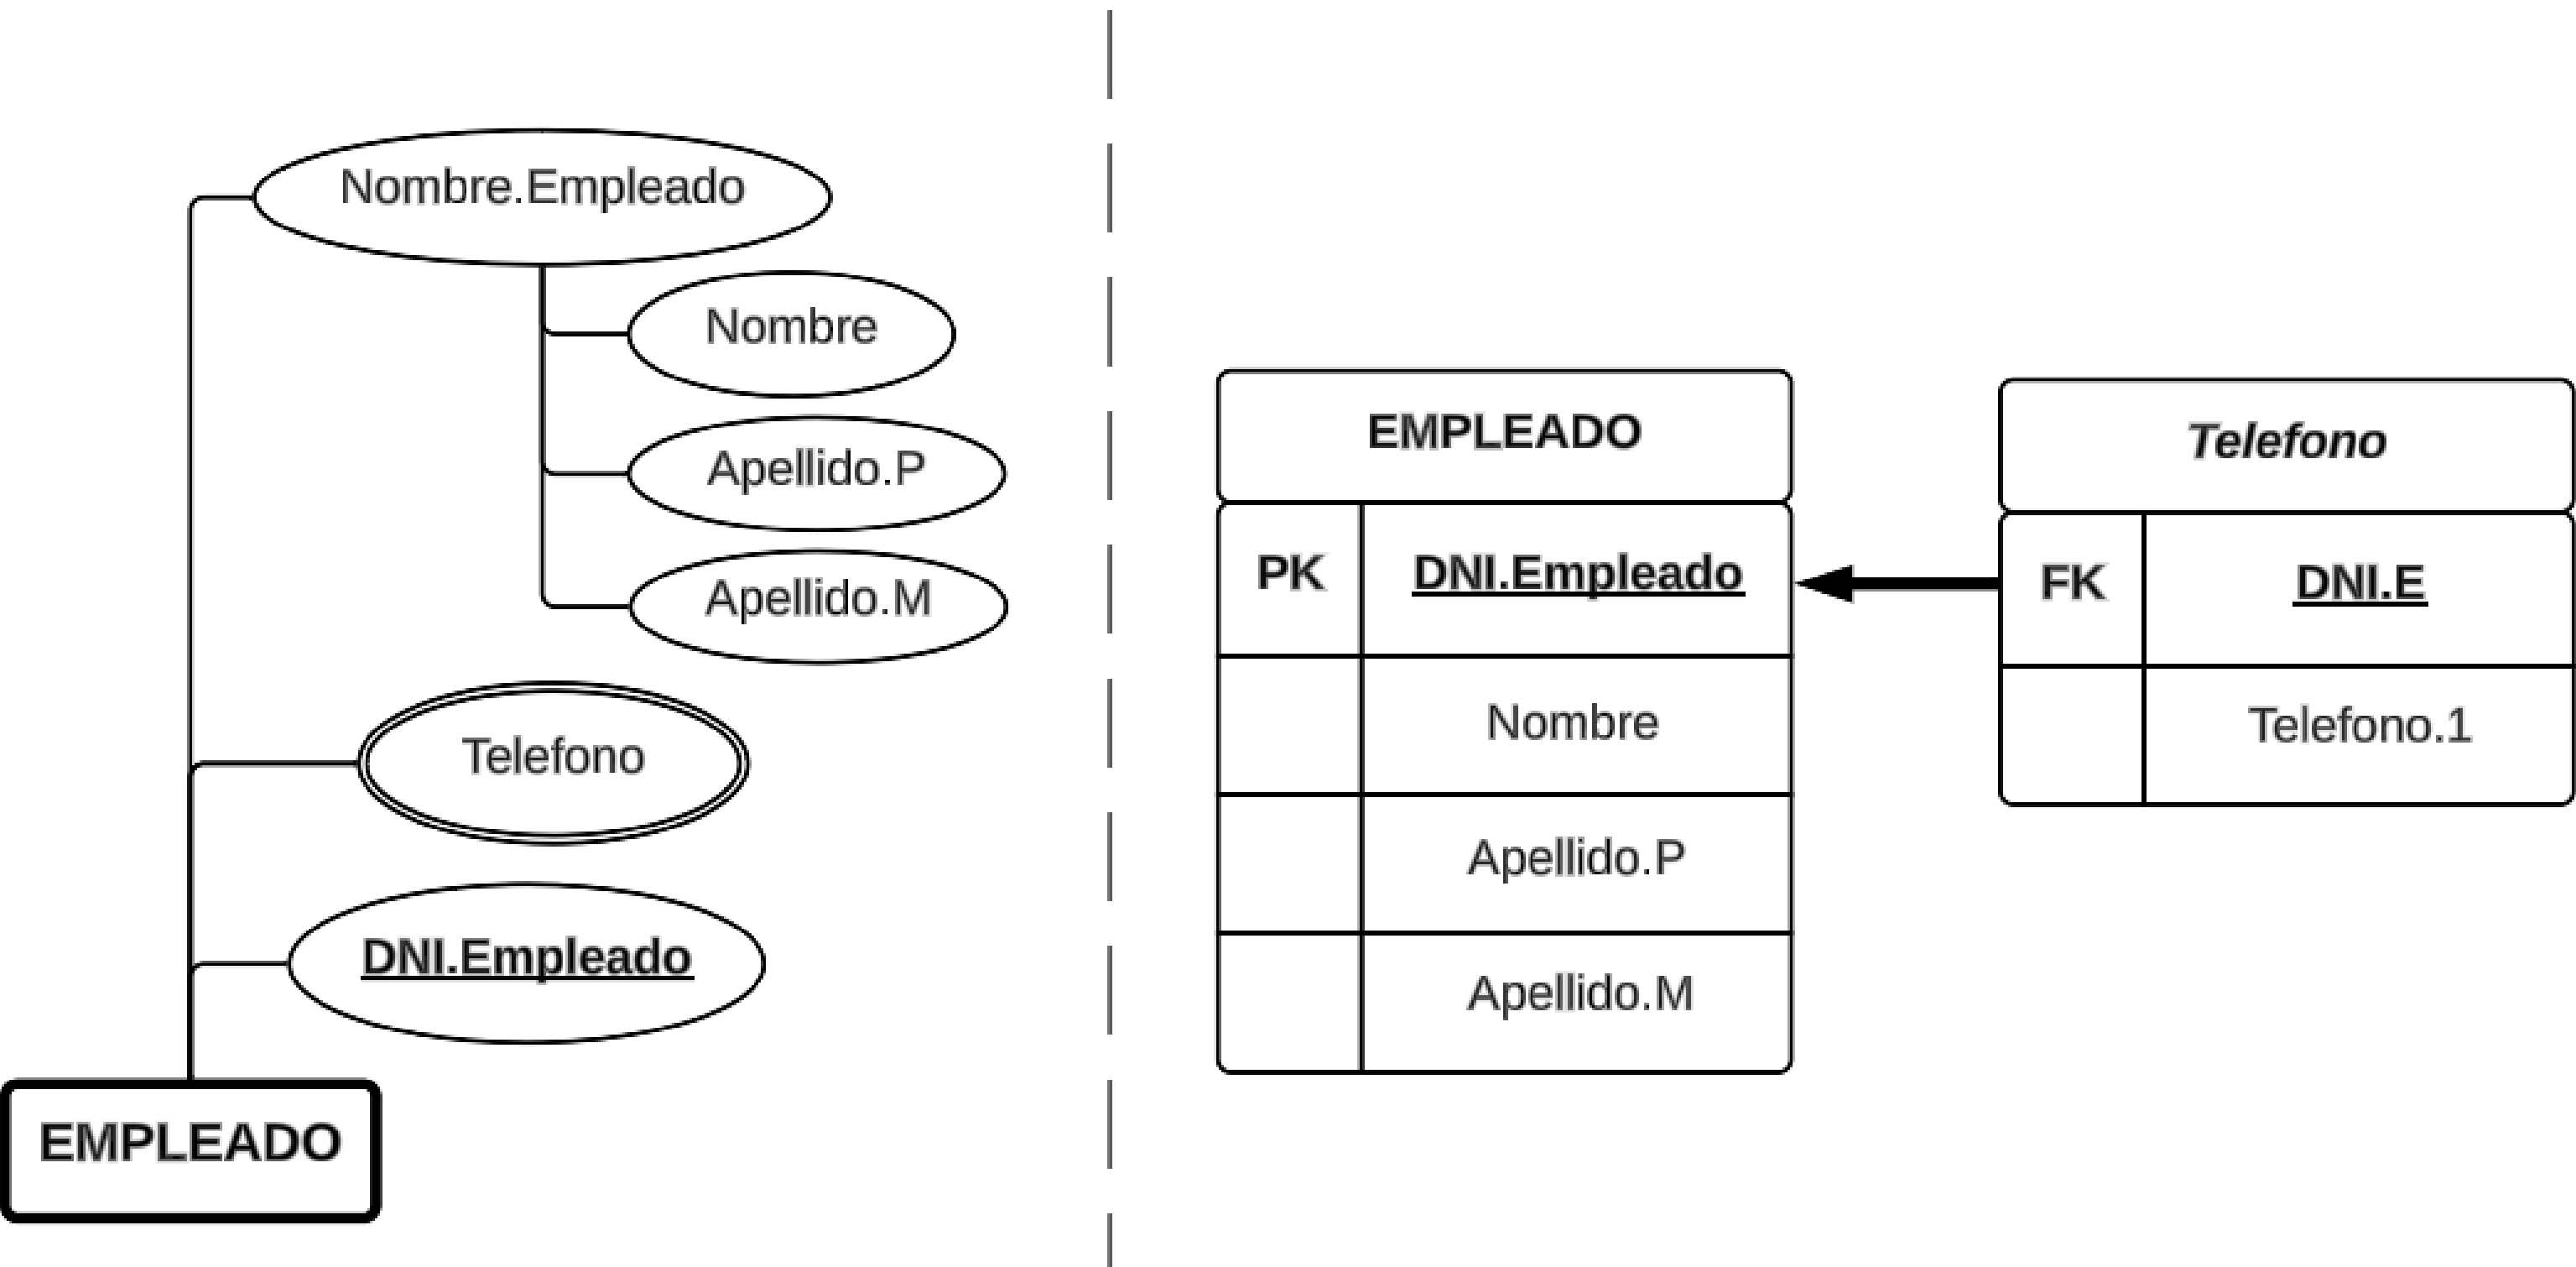 Nombre.Empleado
Nombre
Apellido.P
Apellido.M
Telefono
DNI.Empleado
EMPLEADO
EMPLEADO
PK DNI.Empleado
Nombre
Apellido.P
Apellido.M
Telefono
FK DNI.E
Telefono.1